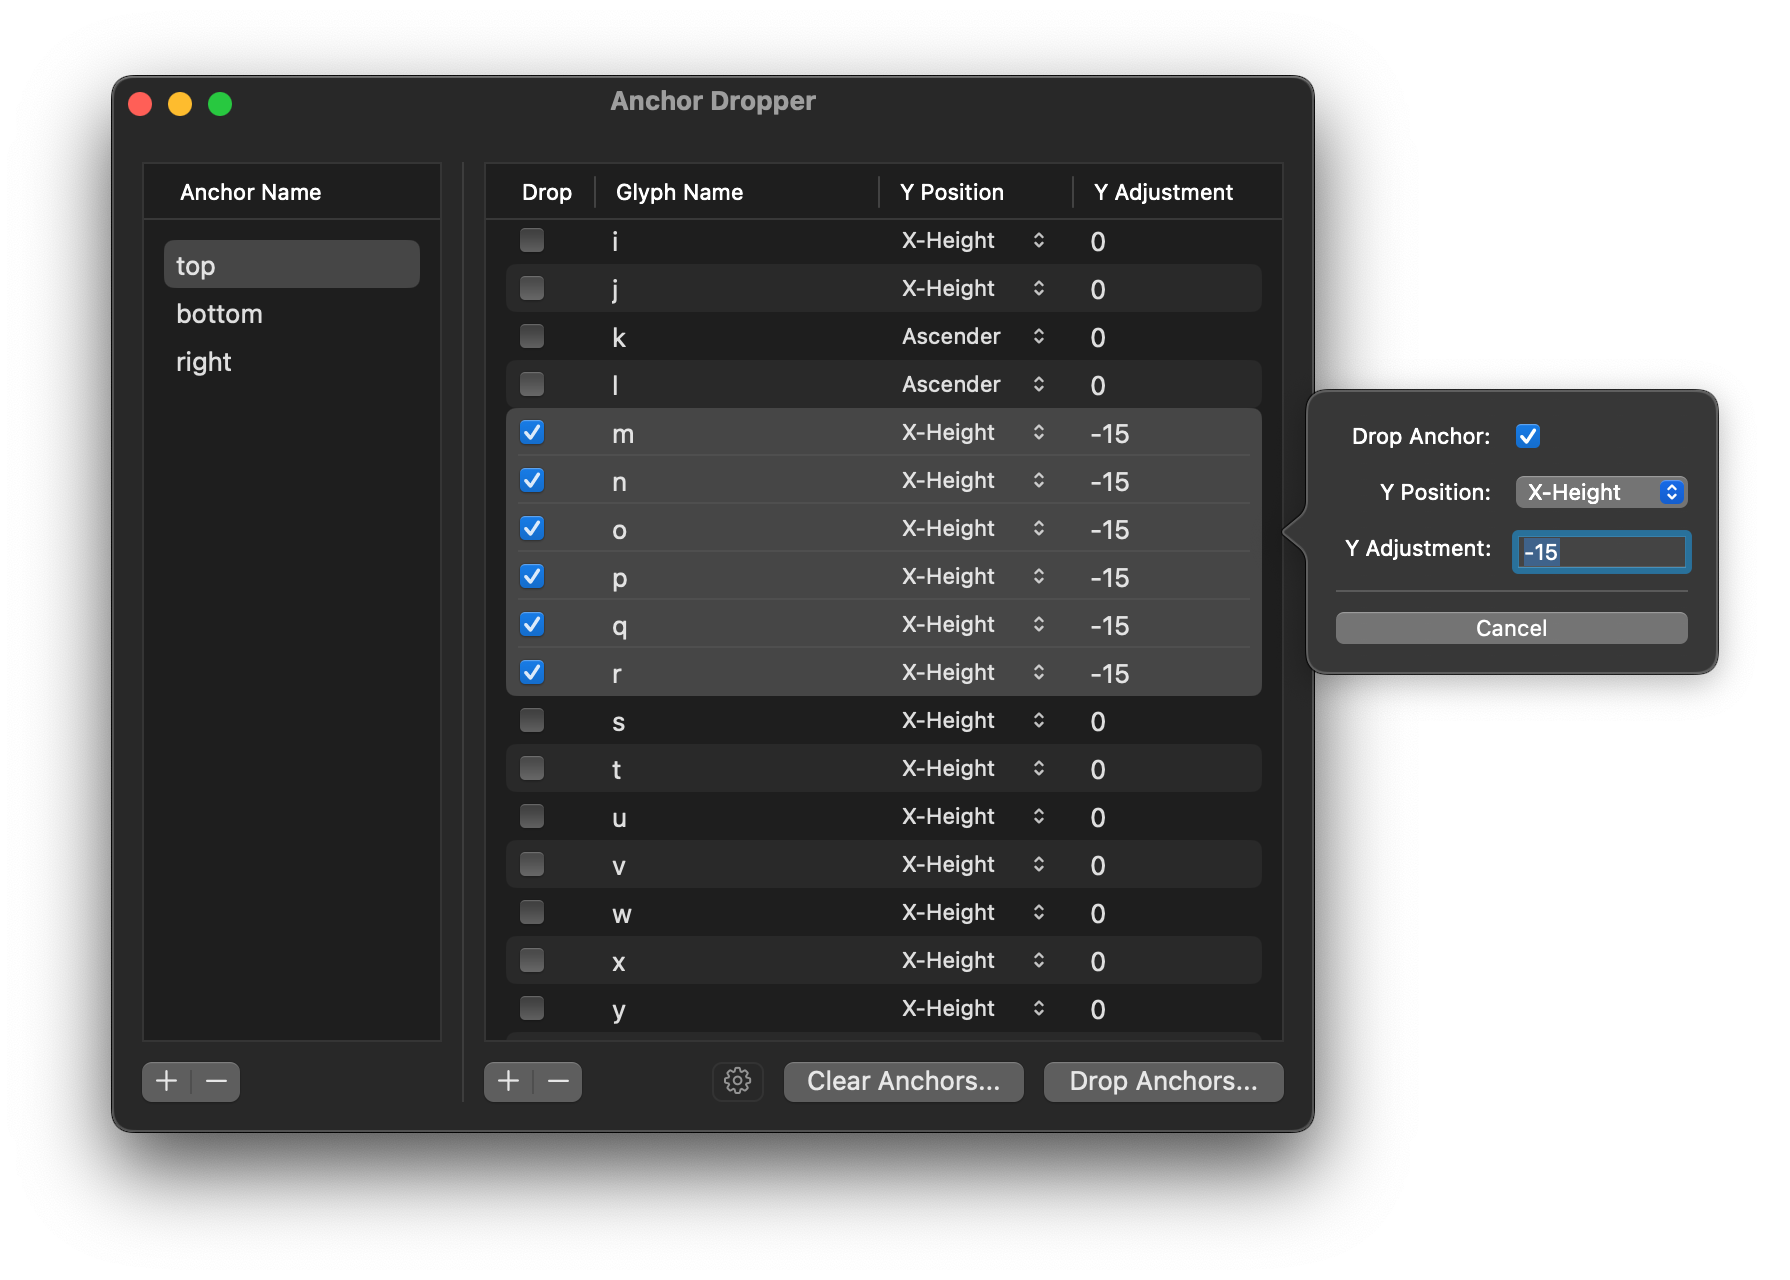 Anchor Dropper
Anchor Name
top
bottom
right
Drop Glyph Name Y Position Y Adjustment
i X-Height 0
j X-Height 0
k Ascender 0
l Ascender 0
m X-Height -15
n X-Height -15
o X-Height -15
p X-Height -15
q X-Height -15
r X-Height -15
s X-Height 0
t X-Height 0
u X-Height 0
v X-Height 0
w X-Height 0
x X-Height 0
y X-Height 0
Clear Anchors... Drop Anchors...
Drop Anchor:
Y Position: X-Height
Y Adjustment: -15
Cancel